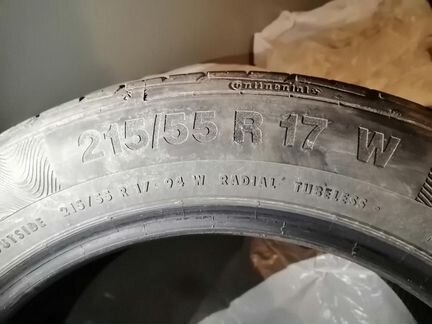 Continental
215/55 R 17 W
OUTSIDE 215/55 R 17 94 W RADIAL TUBELESS